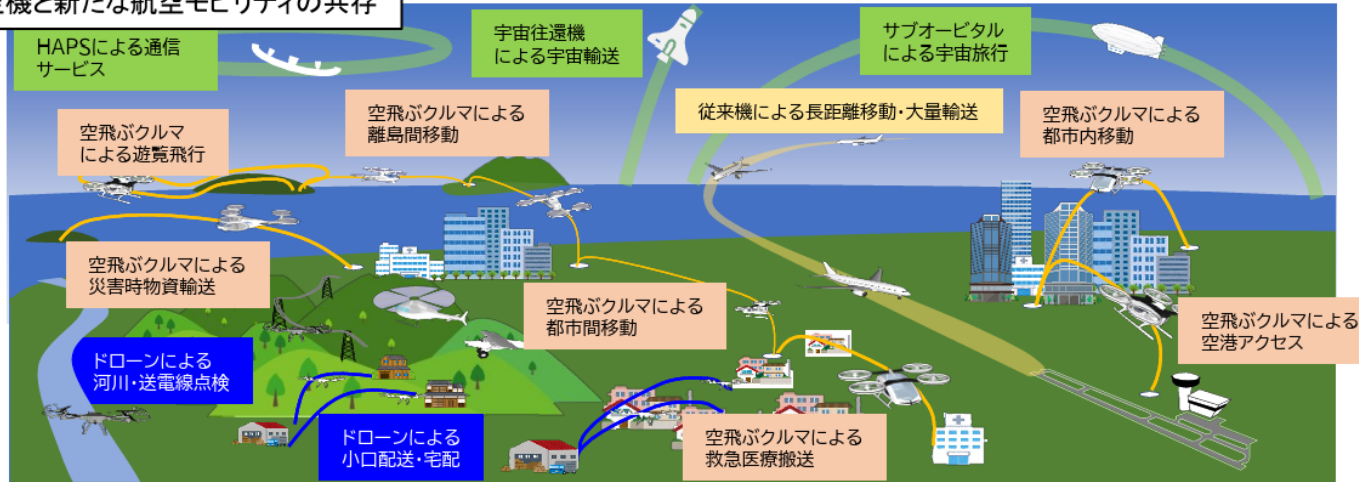 機と新たな航空モビリティの共存
HAPSによる通信
サービス
宇宙往還機
による宇宙輸送
サブオービタル
による宇宙旅行
空飛ぶクルマ
による遊覧飛行
空飛ぶクルマによる
離島間移動
従来機による長距離移動・大量輸送
空飛ぶクルマによる
都市内移動
空飛ぶクルマによる
災害時物資輸送
空飛ぶクルマによる
都市間移動
空飛ぶクルマによる
空港アクセス
ドローンによる
河川・送電線点検
ドローンによる
小口配送・宅配
空飛ぶクルマによる
救急医療搬送